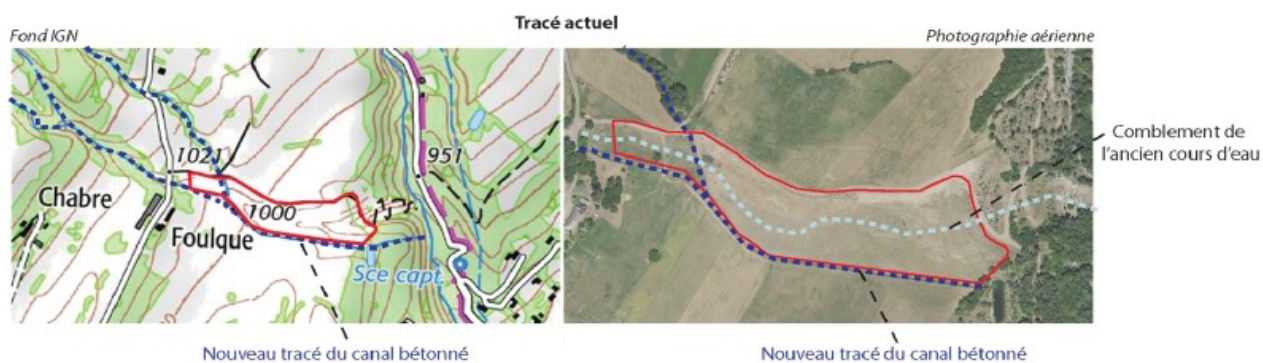 Tracé actuel
Fond IGN
Photographie aérienne
1021
951
Chabre
1000
Foulque
Sce capt.
Comblement de
l'ancien cours d'eau
Nouveau tracé du canal bétonné
Nouveau tracé du canal bétonné